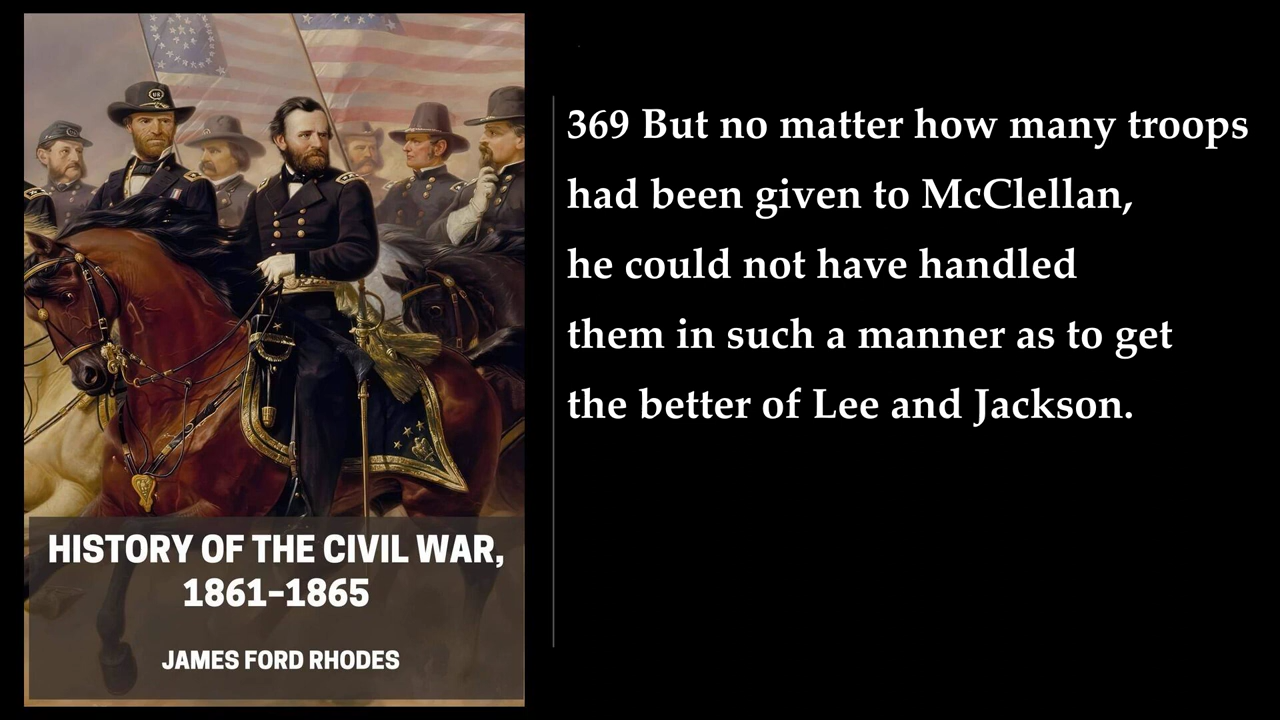 HISTORY OF THE CIVIL WAR,
1861–1865
JAMES FORD RHODES
369 But no matter how many troops
had been given to McClellan,
he could not have handled
them in such a manner as to get
the better of Lee and Jackson.